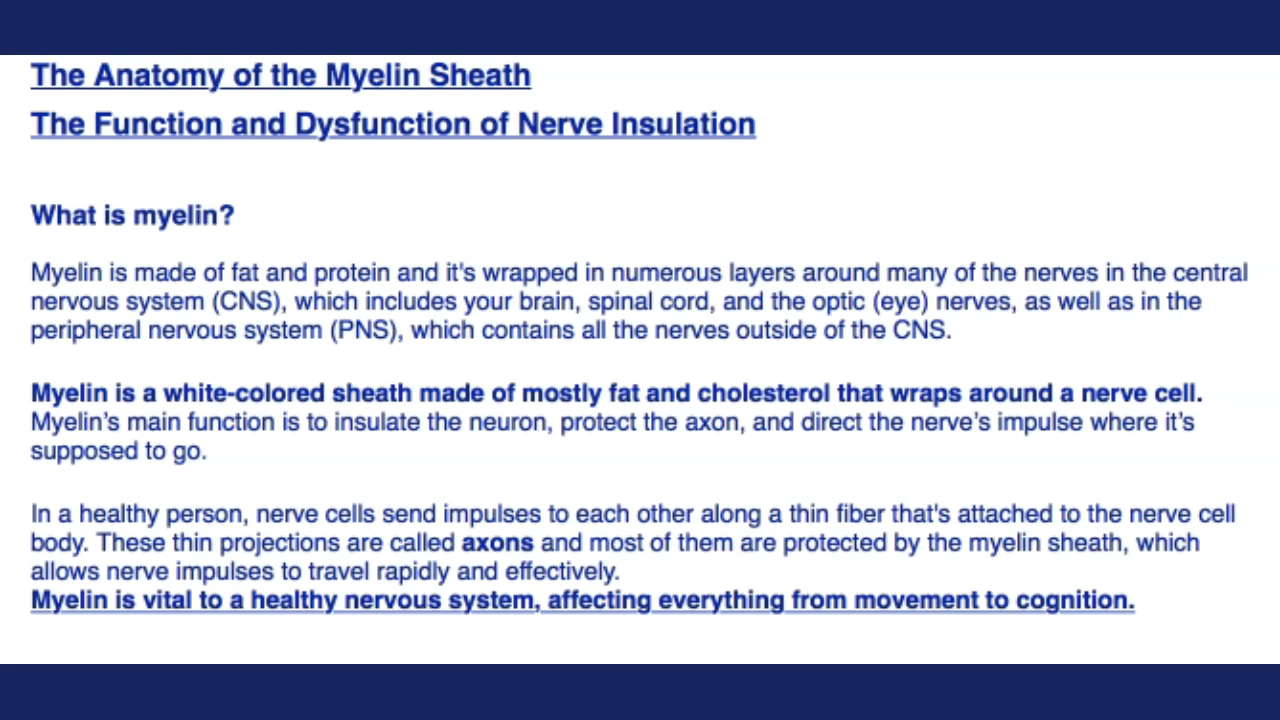 The Anatomy of the Myelin Sheath
The Function and Dysfunction of Nerve Insulation
What is myelin?
Myelin is made of fat and protein and it's wrapped in numerous layers around many of the nerves in the central
nervous system (CNS), which includes your brain, spinal cord, and the optic (eye) nerves, as well as in the
peripheral nervous system (PNS), which contains all the nerves outside of the CNS.
Myelin is a white-colored sheath made of mostly fat and cholesterol that wraps around a nerve cell.
Myelin’s main function is to insulate the neuron, protect the axon, and direct the nerve’s impulse where it’s
supposed to go.
In a healthy person, nerve cells send impulses to each other along a thin fiber that's attached to the nerve cell
body. These thin projections are called axons and most of them are protected by the myelin sheath, which
allows nerve impulses to travel rapidly and effectively.
Myelin is vital to a healthy nervous system, affecting everything from movement to cognition.